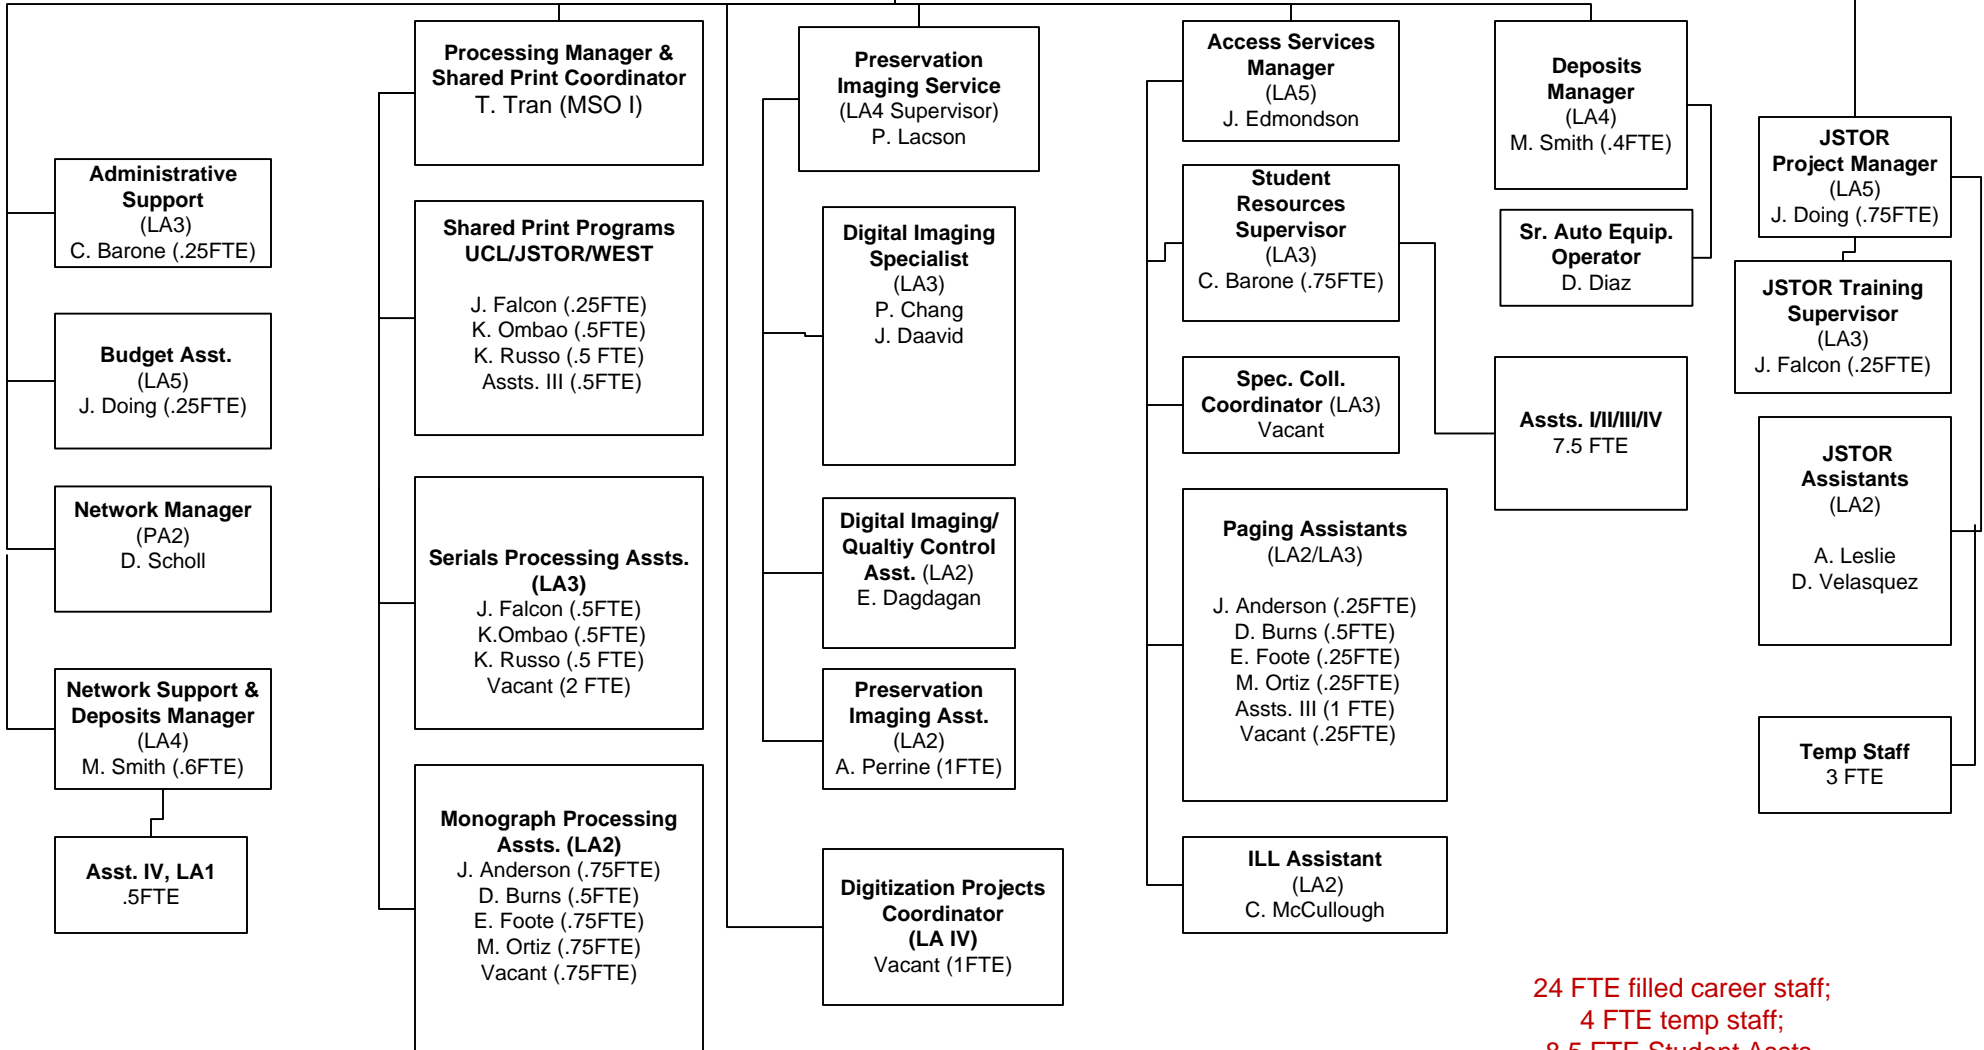 Processing Manager &
Shared Print Coordinator
T. Tran (MSO I)
Preservation
Imaging Service
(LA4 Supervisor)
P. Lacson
Access Services
Manager
(LA5)
J. Edmondson
Deposits
Manager
(LA4)
M. Smith (.4FTE)
JSTOR
Project Manager
(LA5)
J. Doing (.75FTE)
Administrative
Support
(LA3)
C. Barone (.25FTE)
Shared Print Programs
UCL/JSTOR/WEST
J. Falcon (.25FTE)
K. Ombao (.5FTE)
K. Russo (.5 FTE)
Assts. III (.5FTE)
Digital Imaging
Specialist
(LA3)
P. Chang
J. Daavid
Student
Resources
Supervisor
(LA3)
C. Barone (.75FTE)
Sr. Auto Equip.
Operator
D. Diaz
JSTOR Training
Supervisor
(LA3)
J. Falcon (.25FTE)
Budget Asst.
(LA5)
J. Doing (.25FTE)
Spec. Coll.
Coordinator (LA3)
Vacant
Assts. I/II/III/IV
7.5 FTE
JSTOR
Assistants
(LA2)
A. Leslie
D. Velasquez
Network Manager
(PA2)
D. Scholl
Serials Processing Assts.
(LA3)
J. Falcon (.5FTE)
K.Ombao (.5FTE)
K. Russo (.5 FTE)
Vacant (2 FTE)
Digital Imaging/
Qualtiy Control
Asst. (LA2)
E. Dagdagan
Paging Assistants
(LA2/LA3)
J. Anderson (.25FTE)
D. Burns (.5FTE)
E. Foote (.25FTE)
M. Ortiz (.25FTE)
Assts. III (1 FTE)
Vacant (.25FTE)
Network Support &
Deposits Manager
(LA4)
M. Smith (.6FTE)
Preservation
Imaging Asst.
(LA2)
A. Perrine (1FTE)
Temp Staff
3 FTE
Asst. IV, LA1
.5FTE
Monograph Processing
Assts. (LA2)
J. Anderson (.75FTE)
D. Burns (.5FTE)
E. Foote (.75FTE)
M. Ortiz (.75FTE)
Vacant (.75FTE)
Digitization Projects
Coordinator
(LA IV)
Vacant (1FTE)
ILL Assistant
(LA2)
C. McCullough
24 FTE filled career staff;
4 FTE temp staff;
8.5 FTE Student Assts